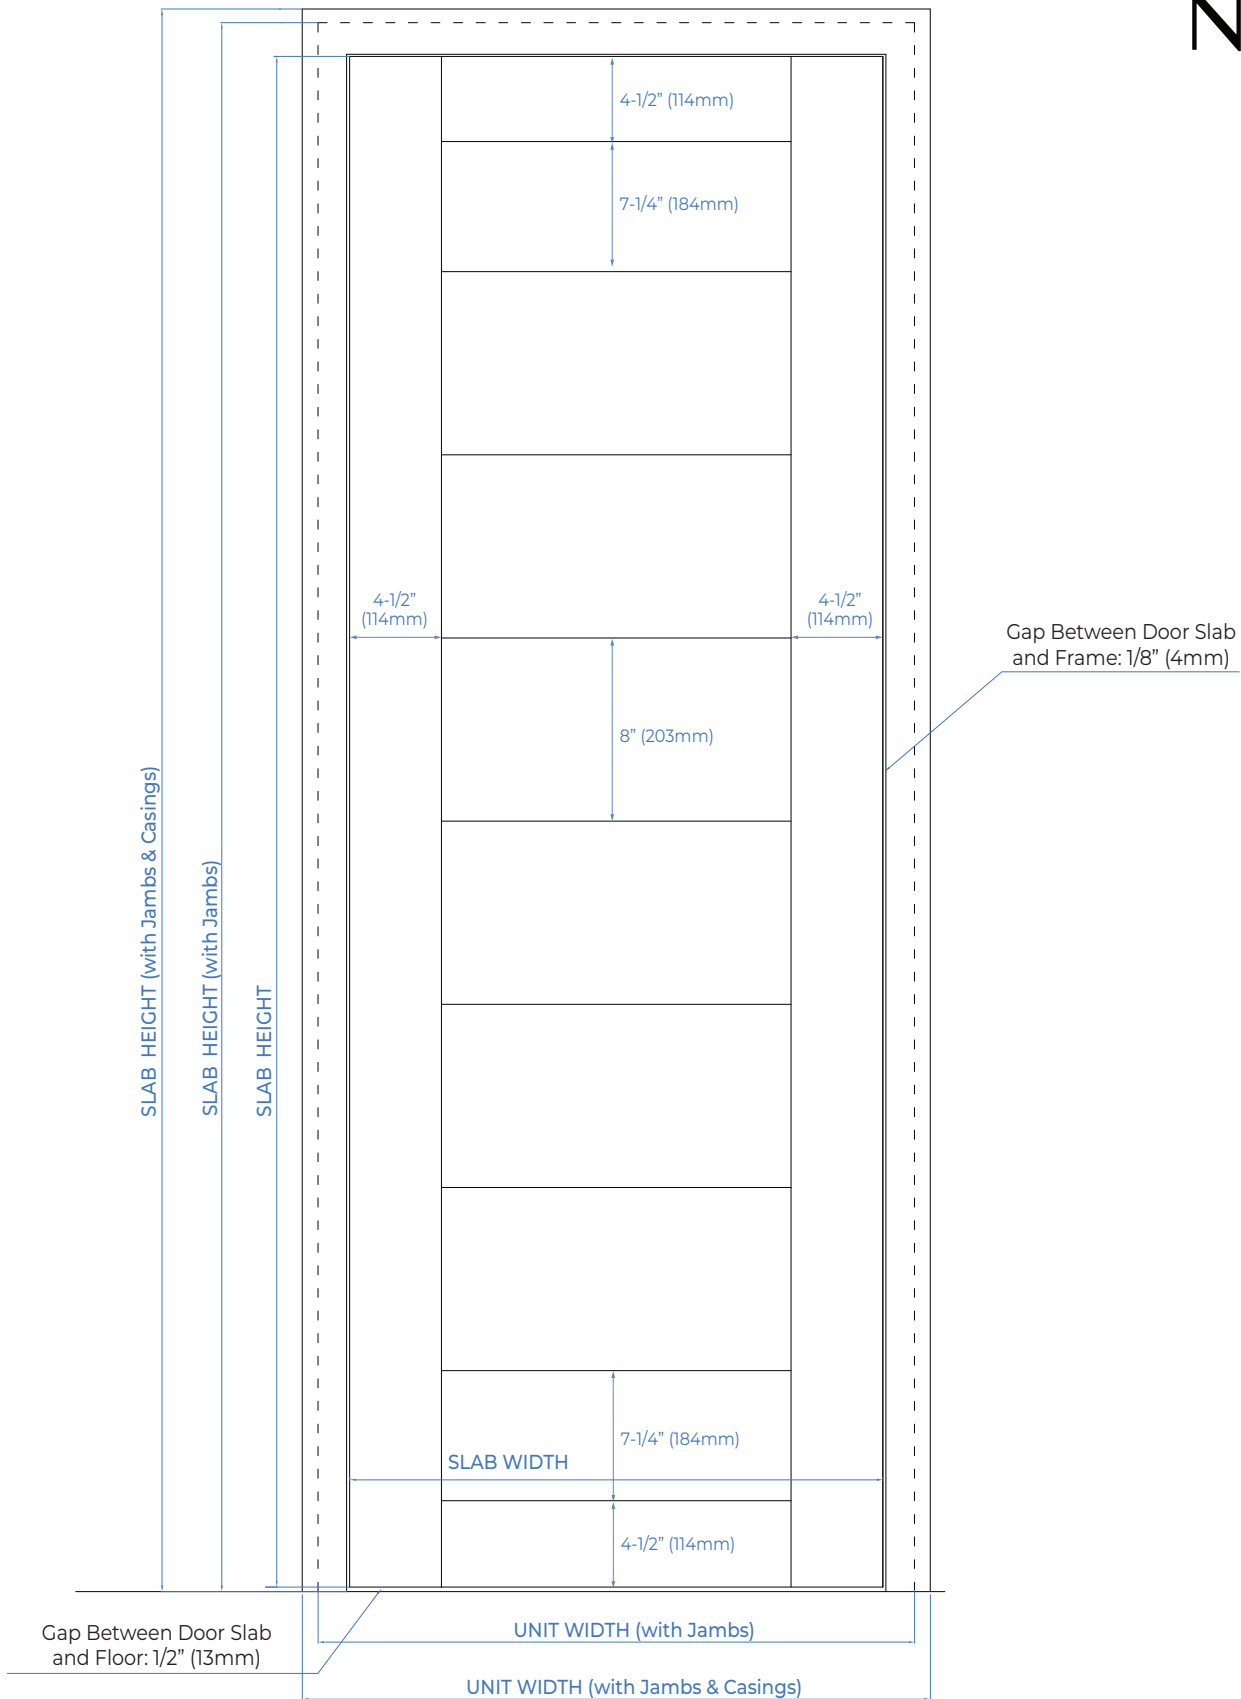 N
4-1/2” (114mm)
7-1/4” (184mm)
4-1/2”
(114mm)
4-1/2”
(114mm)
Gap Between Door Slab
and Frame: 1/8” (4mm)
8” (203mm)
SLAB HEIGHT (with Jambs & Casings)
SLAB HEIGHT (with Jambs)
SLAB HEIGHT
7-1/4” (184mm)
SLAB WIDTH
4-1/2” (114mm)
Gap Between Door Slab
and Floor: 1/2” (13mm)
UNIT WIDTH (with Jambs)
UNIT WIDTH (with Jambs & Casings)